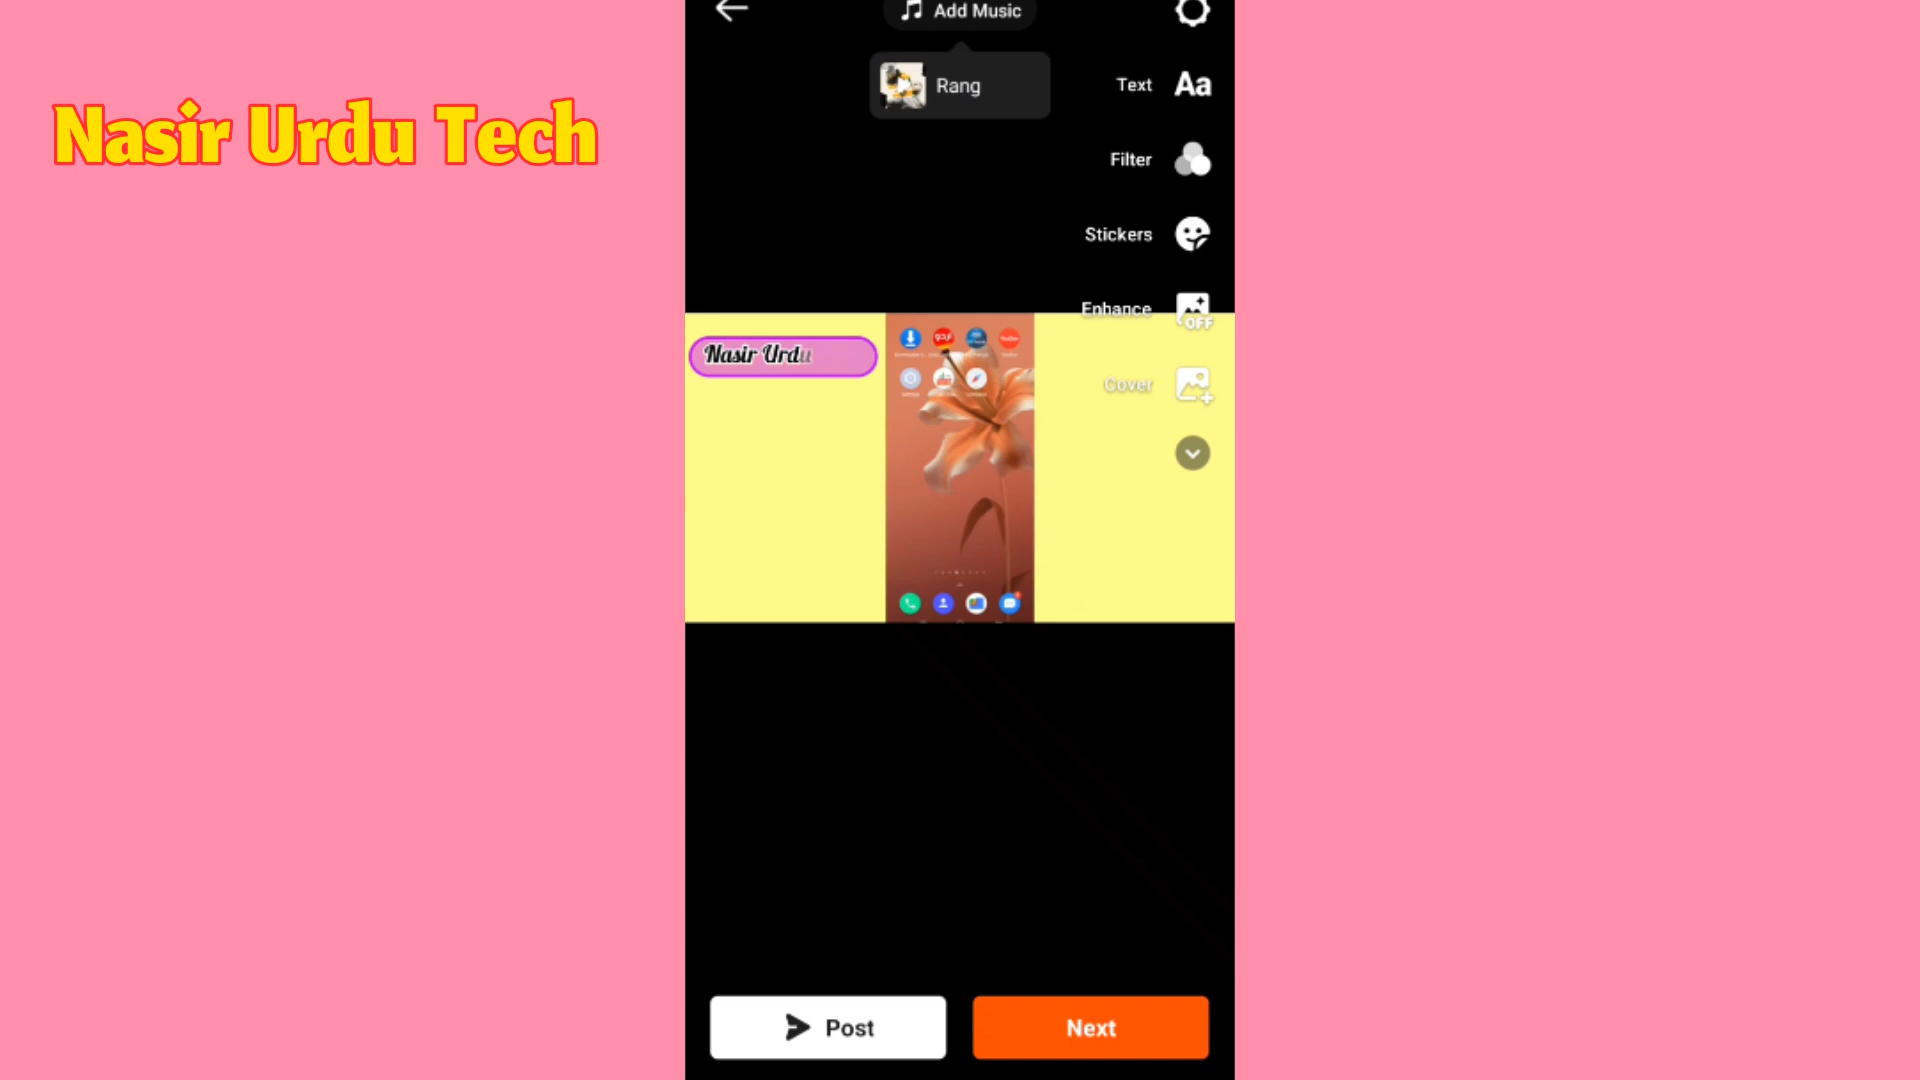 Nasir Urdu Tech
Add Music
Rang
Text Aa
Filter
Stickers
Enhance
OFF
Cover
Nasir Urdu
Post
Next